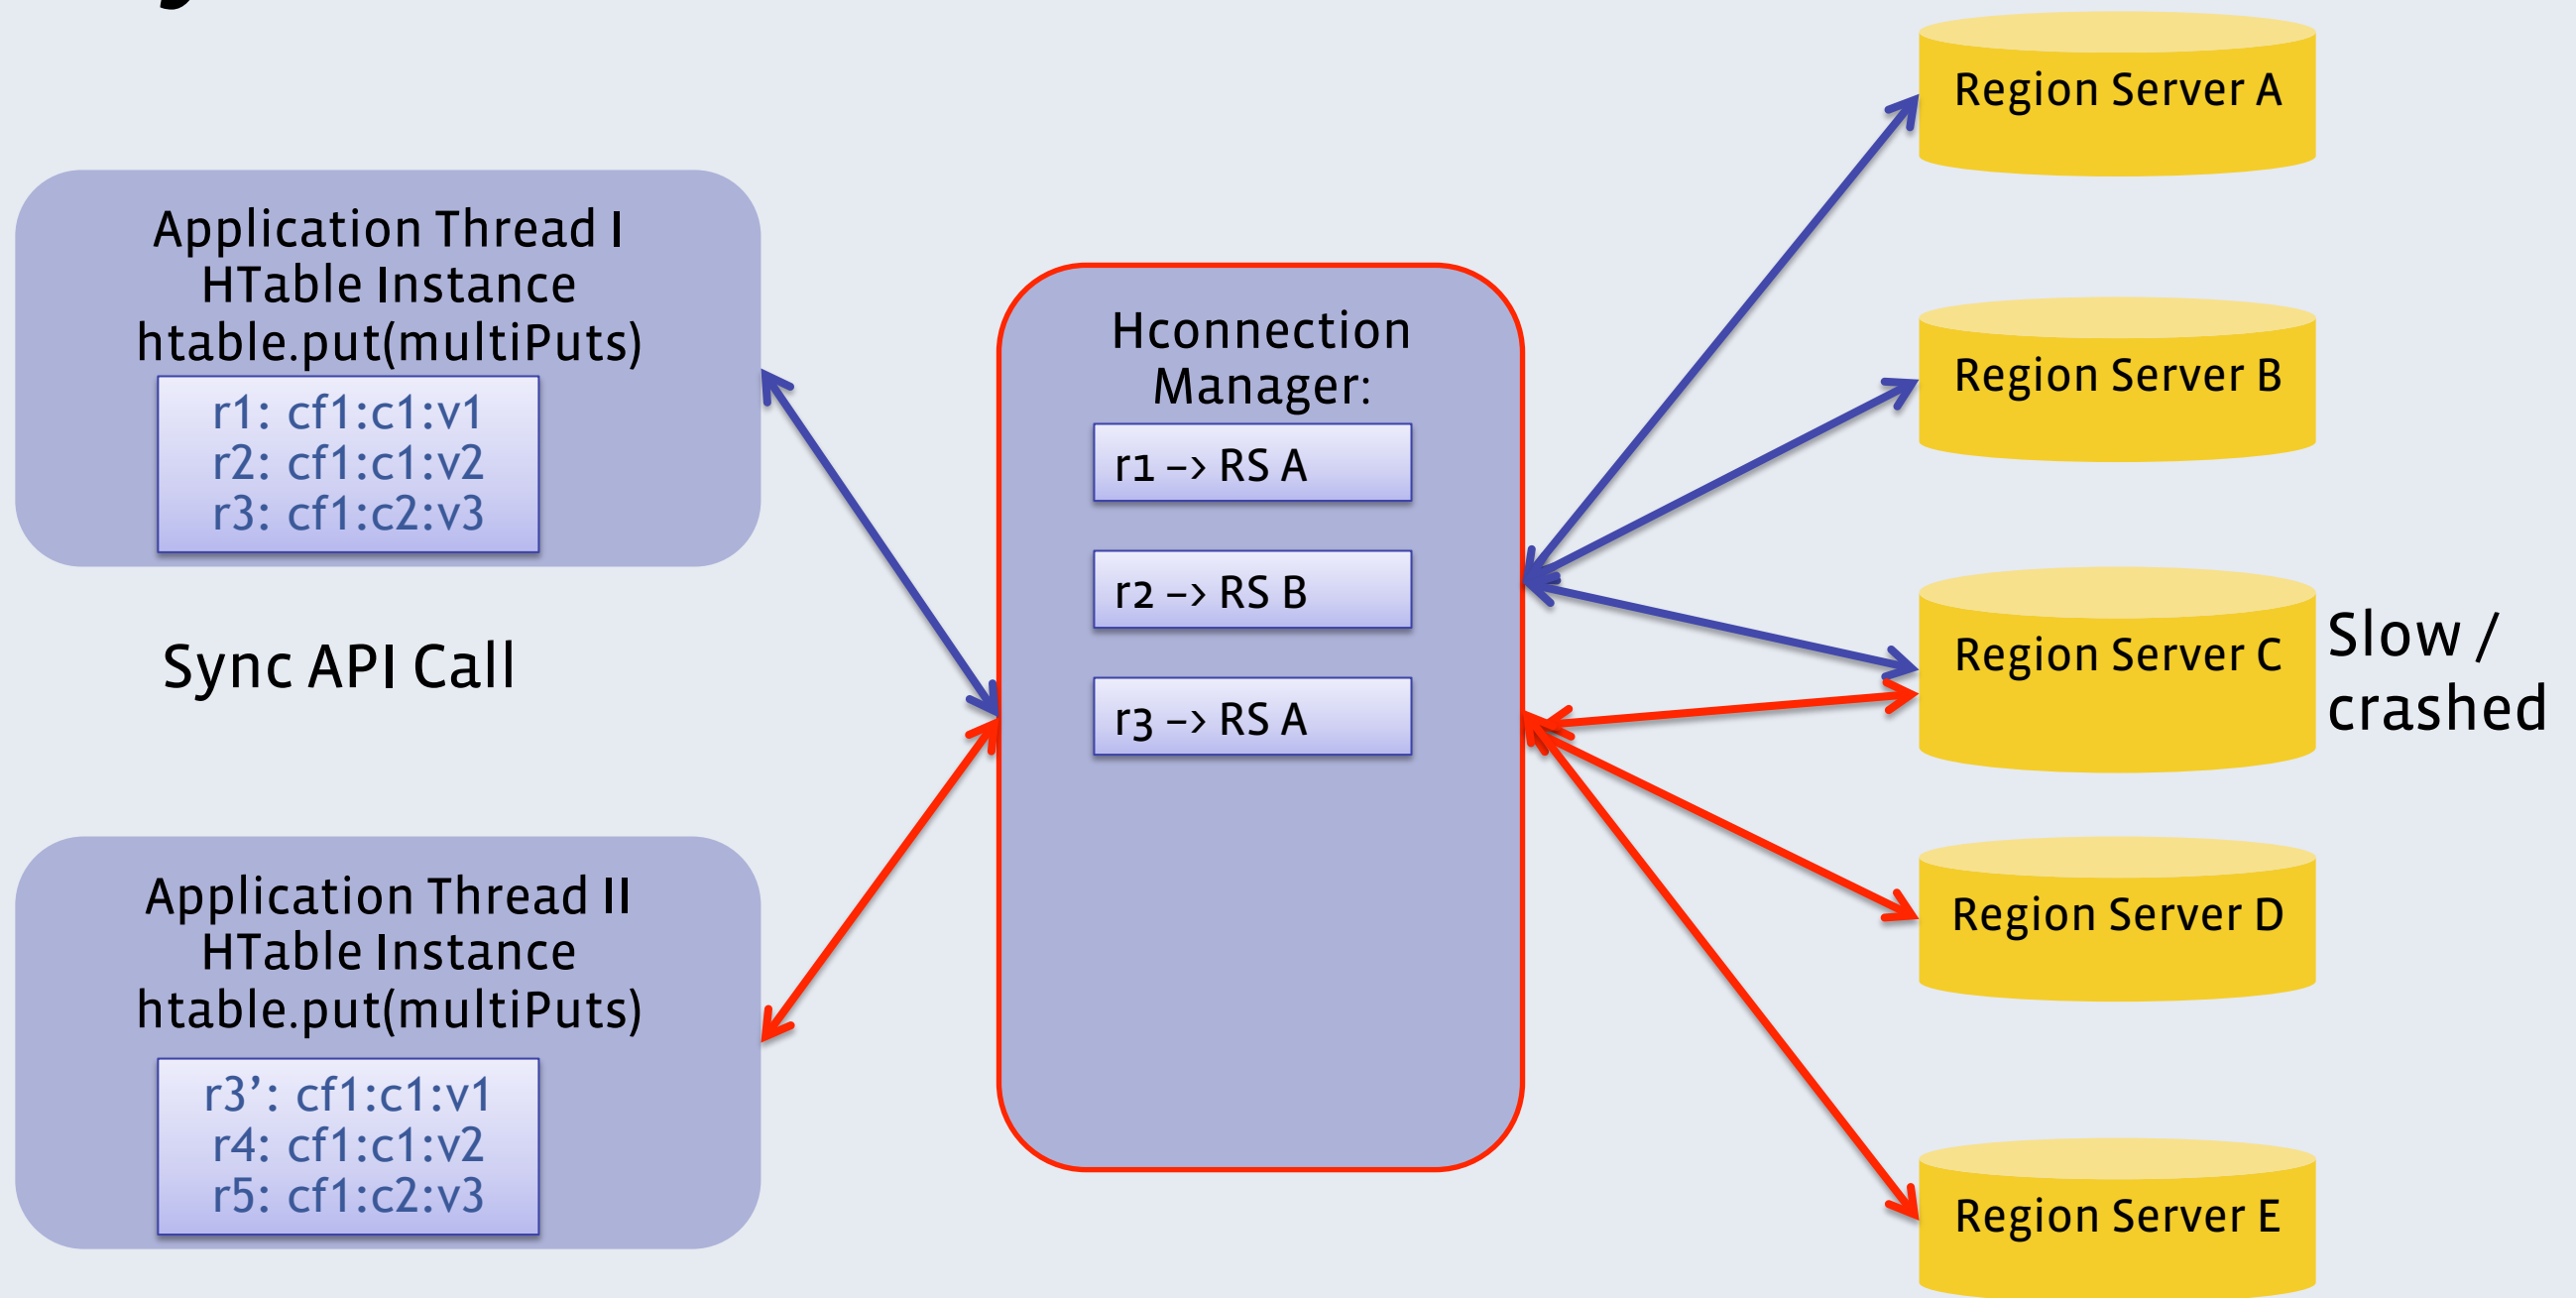 Application Thread I
HTable Instance
htable.put(multiPuts)
r1: cf1:c1:v1
r2: cf1:c1:v2
r3: cf1:c2:v3
Sync API Call
Application Thread II
HTable Instance
htable.put(multiPuts)
r3’: cf1:c1:v1
r4: cf1:c1:v2
r5: cf1:c2:v3
Hconnection
Manager:
r1 –> RS A
r2 –> RS B
r3 –> RS A
Region Server A
Region Server B
Region Server C
Slow /
crashed
Region Server D
Region Server E